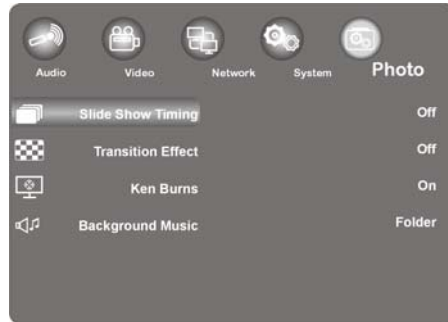 Audio Video Network System Photo
Slide Show Timing Off
Transition Effect Off
Ken Burns On
Background Music Folder